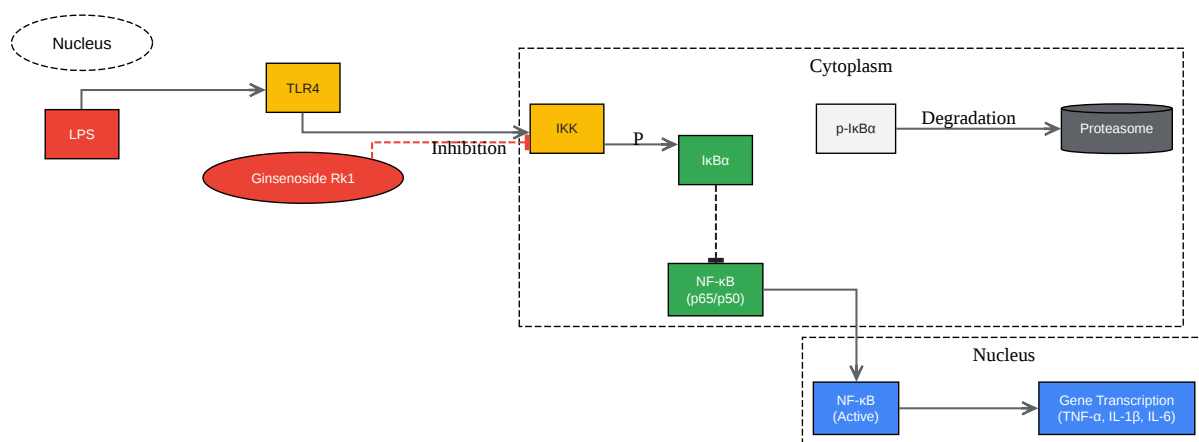 Nucleus
Cytoplasm
LPS
TLR4
Ginsenoside Rk1
Inhibition
IKK
P
IκBα
p-IκBα
Degradation
Proteasome
NF-κB
(p65/p50)
Nucleus
NF-κB
(Active)
Gene Transcription
(TNF-α, IL-1β, IL-6)